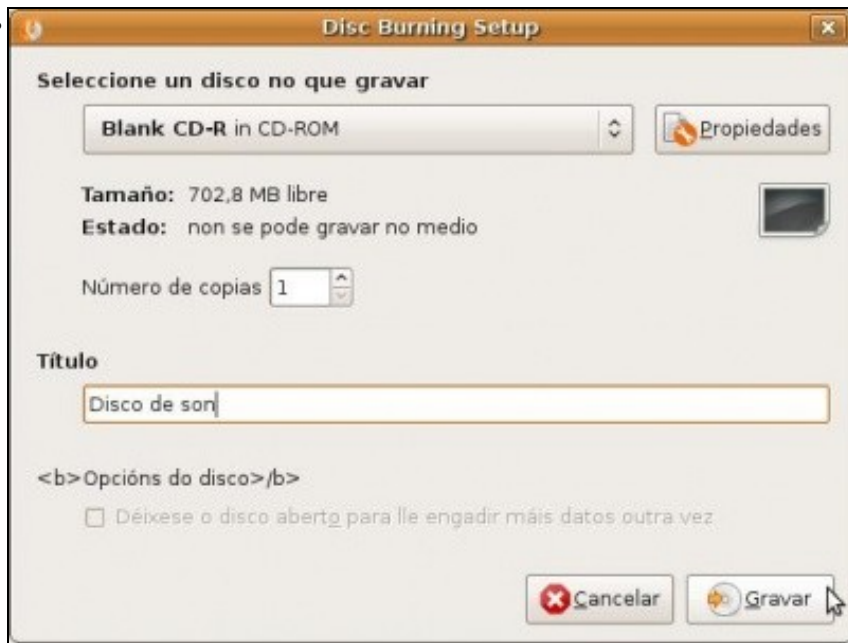 Disc Burning Setup
Seleccione un disco no que gravar
Blank CD-R in CD-ROM
Propiedades
Tamaño: 702,8 MB libre
Estado: non se pode gravar no medio
Número de copias 1
Título
Disco de son
<b>Opcións do disco>/b>
Déixese o disco aberto para lle engadir máis datos outra vez
Cancelar
Gravar